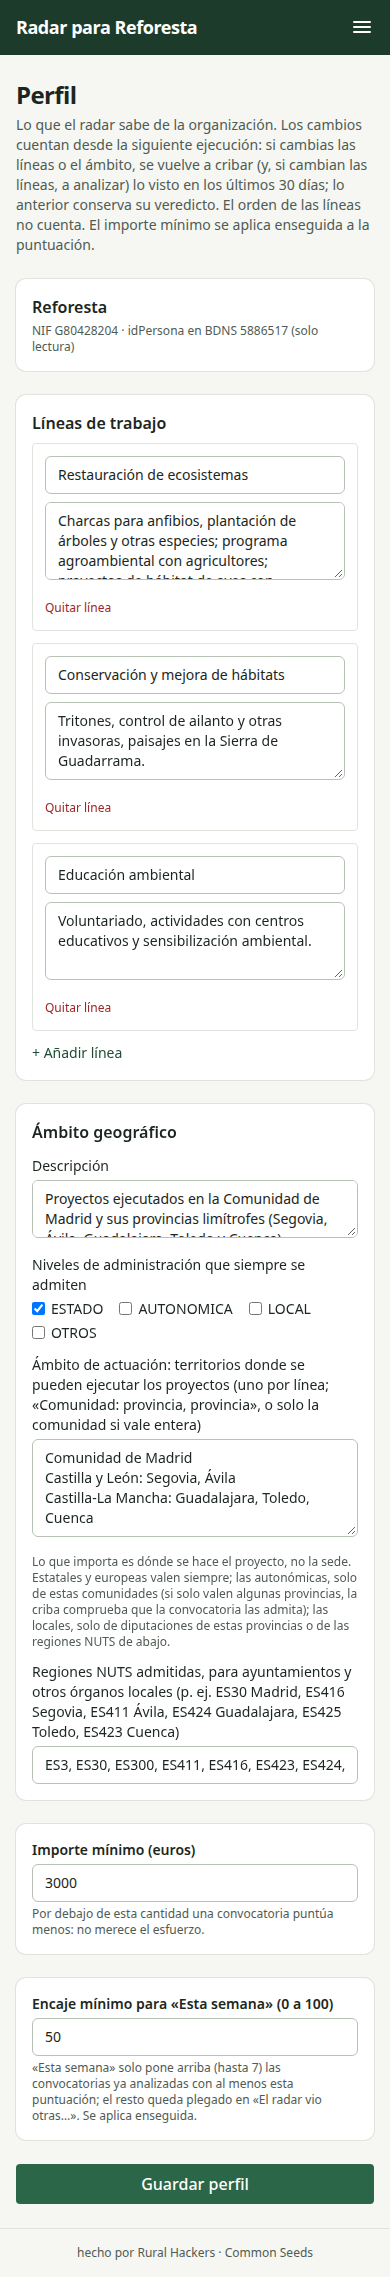 Radar para Reforesta
Perfil
Lo que el radar sabe de la organización. Los cambios
cuentan desde la siguiente ejecución: si cambias las
líneas o el ámbito, se vuelve a cribar (y, si cambian las
líneas, a analizar) lo visto en los últimos 30 días; lo
anterior conserva su veredicto. El orden de las líneas
no cuenta. El importe mínimo se aplica enseguida a la
puntuación.
Reforesta
NIF G80428204 · idPersona en BDNS 5886517 (solo
lectura)
Líneas de trabajo
Restauración de ecosistemas
Charcas para anfibios, plantación de
árboles y otras especies; programa
agroambiental con agricultores;
proyectos de hábitat de aves con
Quitar línea
Conservación y mejora de hábitats
Tritones, control de ailanto y otras
invasoras, paisajes en la Sierra de
Guadarrama.
Quitar línea
Educación ambiental
Voluntariado, actividades con centros
educativos y sensibilización ambiental.
Quitar línea
+ Añadir línea
Ámbito geográfico
Descripción
Proyectos ejecutados en la Comunidad de
Madrid y sus provincias limítrofes (Segovia,
Ávila, Guadalajara, Toledo y Cuenca)
Niveles de administración que siempre se
admiten
ESTADO AUTONOMICA LOCAL
OTROS
Ámbito de actuación: territorios donde se
pueden ejecutar los proyectos (uno por línea;
«Comunidad: provincia, provincia», o solo la
comunidad si vale entera)
Comunidad de Madrid
Castilla y León: Segovia, Ávila
Castilla-La Mancha: Guadalajara, Toledo,
Cuenca
Lo que importa es dónde se hace el proyecto, no la sede.
Estatales y europeas valen siempre; las autonómicas, solo
de estas comunidades (si solo valen algunas provincias, la
criba comprueba que la convocatoria las admita); las
locales, solo de diputaciones de estas provincias o de las
regiones NUTS de abajo.
Regiones NUTS admitidas, para ayuntamientos y
otros órganos locales (p. ej. ES30 Madrid, ES416
Segovia, ES411 Ávila, ES424 Guadalajara, ES425
Toledo, ES423 Cuenca)
ES3, ES30, ES300, ES411, ES416, ES423, ES424,
Importe mínimo (euros)
3000
Por debajo de esta cantidad una convocatoria puntúa
menos: no merece el esfuerzo.
Encaje mínimo para «Esta semana» (0 a 100)
50
«Esta semana» solo pone arriba (hasta 7) las
convocatorias ya analizadas con al menos esta
puntuación; el resto queda plegado en «El radar vio
otras…». Se aplica enseguida.
Guardar perfil
hecho por Rural Hackers · Common Seeds